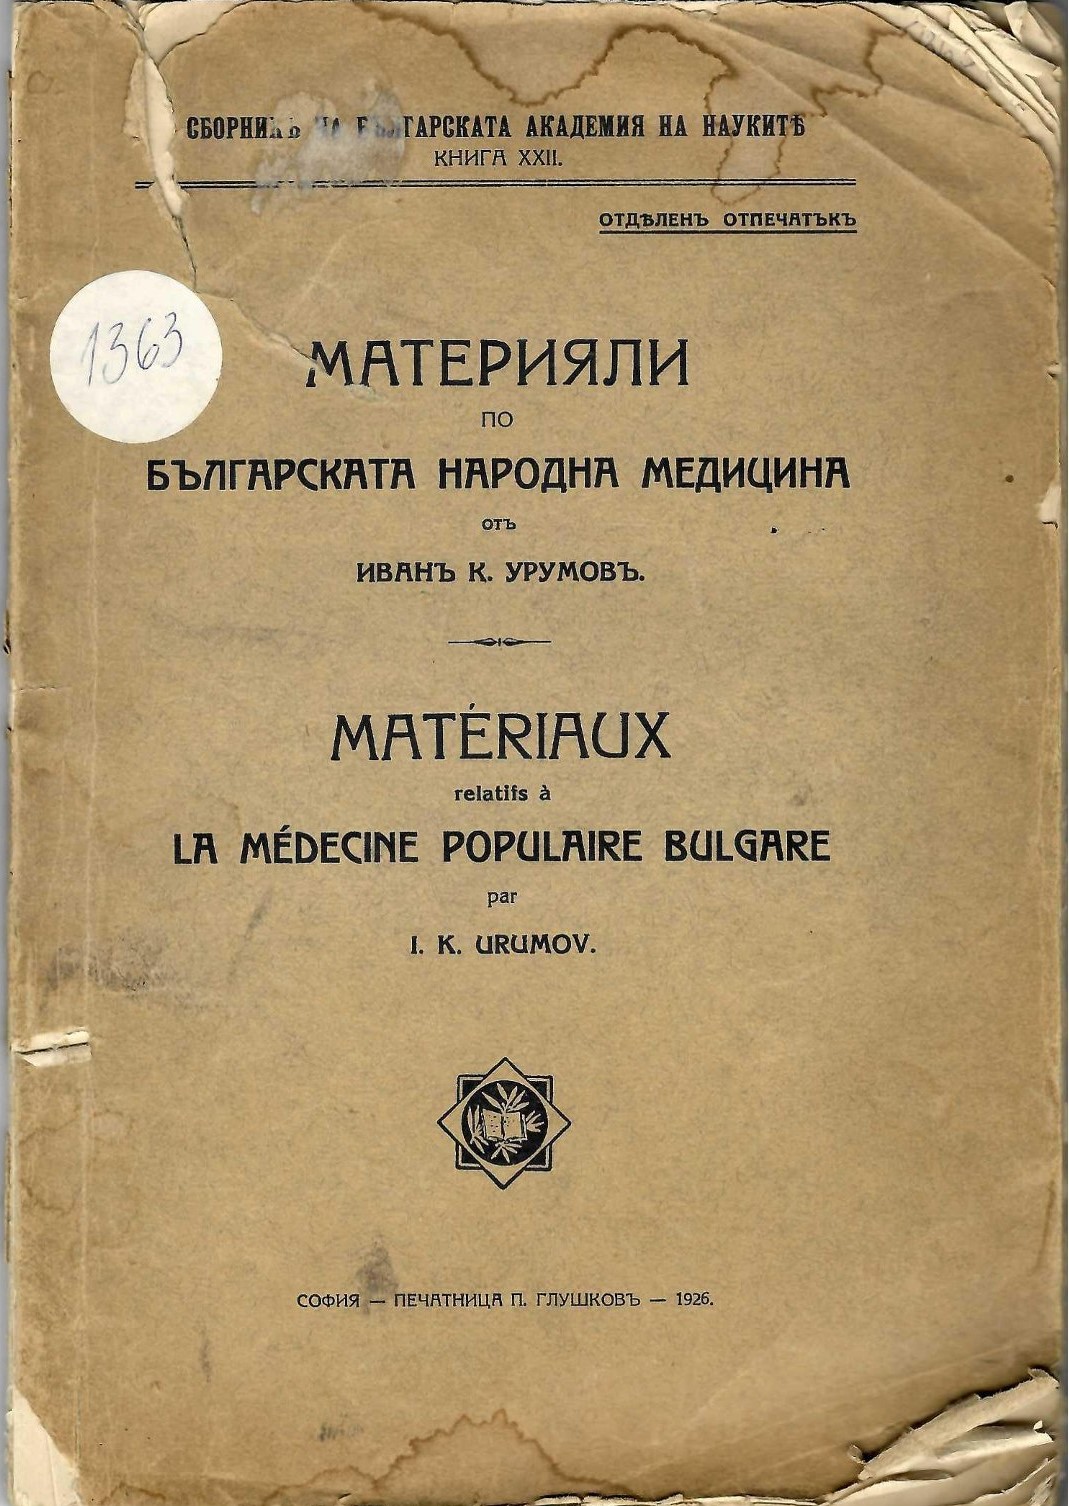 СБОРНИКЪ НА БЪЛГАРСКАТА АКАДЕМИЯ НА НАУКИТѢ
КНИГА XXII.
ОТДѢЛЕНЪ ОТПЕЧАТЪКЪ
1363
МАТЕРИЯЛИ
ПО
БЪЛГАРСКАТА НАРОДНА МЕДИЦИНА
отъ
ИВАНЪ К. УРУМОВЪ.
MATÉRIAUX
relatifs à
LA MÉDECINE POPULAIRE BULGARE
par
I. K. URUMOV.
СОФИЯ — ПЕЧАТНИЦА П. ГЛУШКОВЪ — 1926.